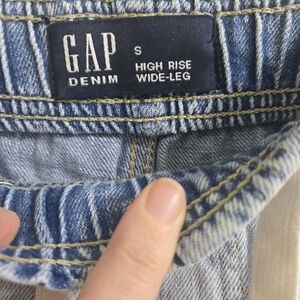 GAP
DENIM
S
HIGH RISE
WIDE-LEG